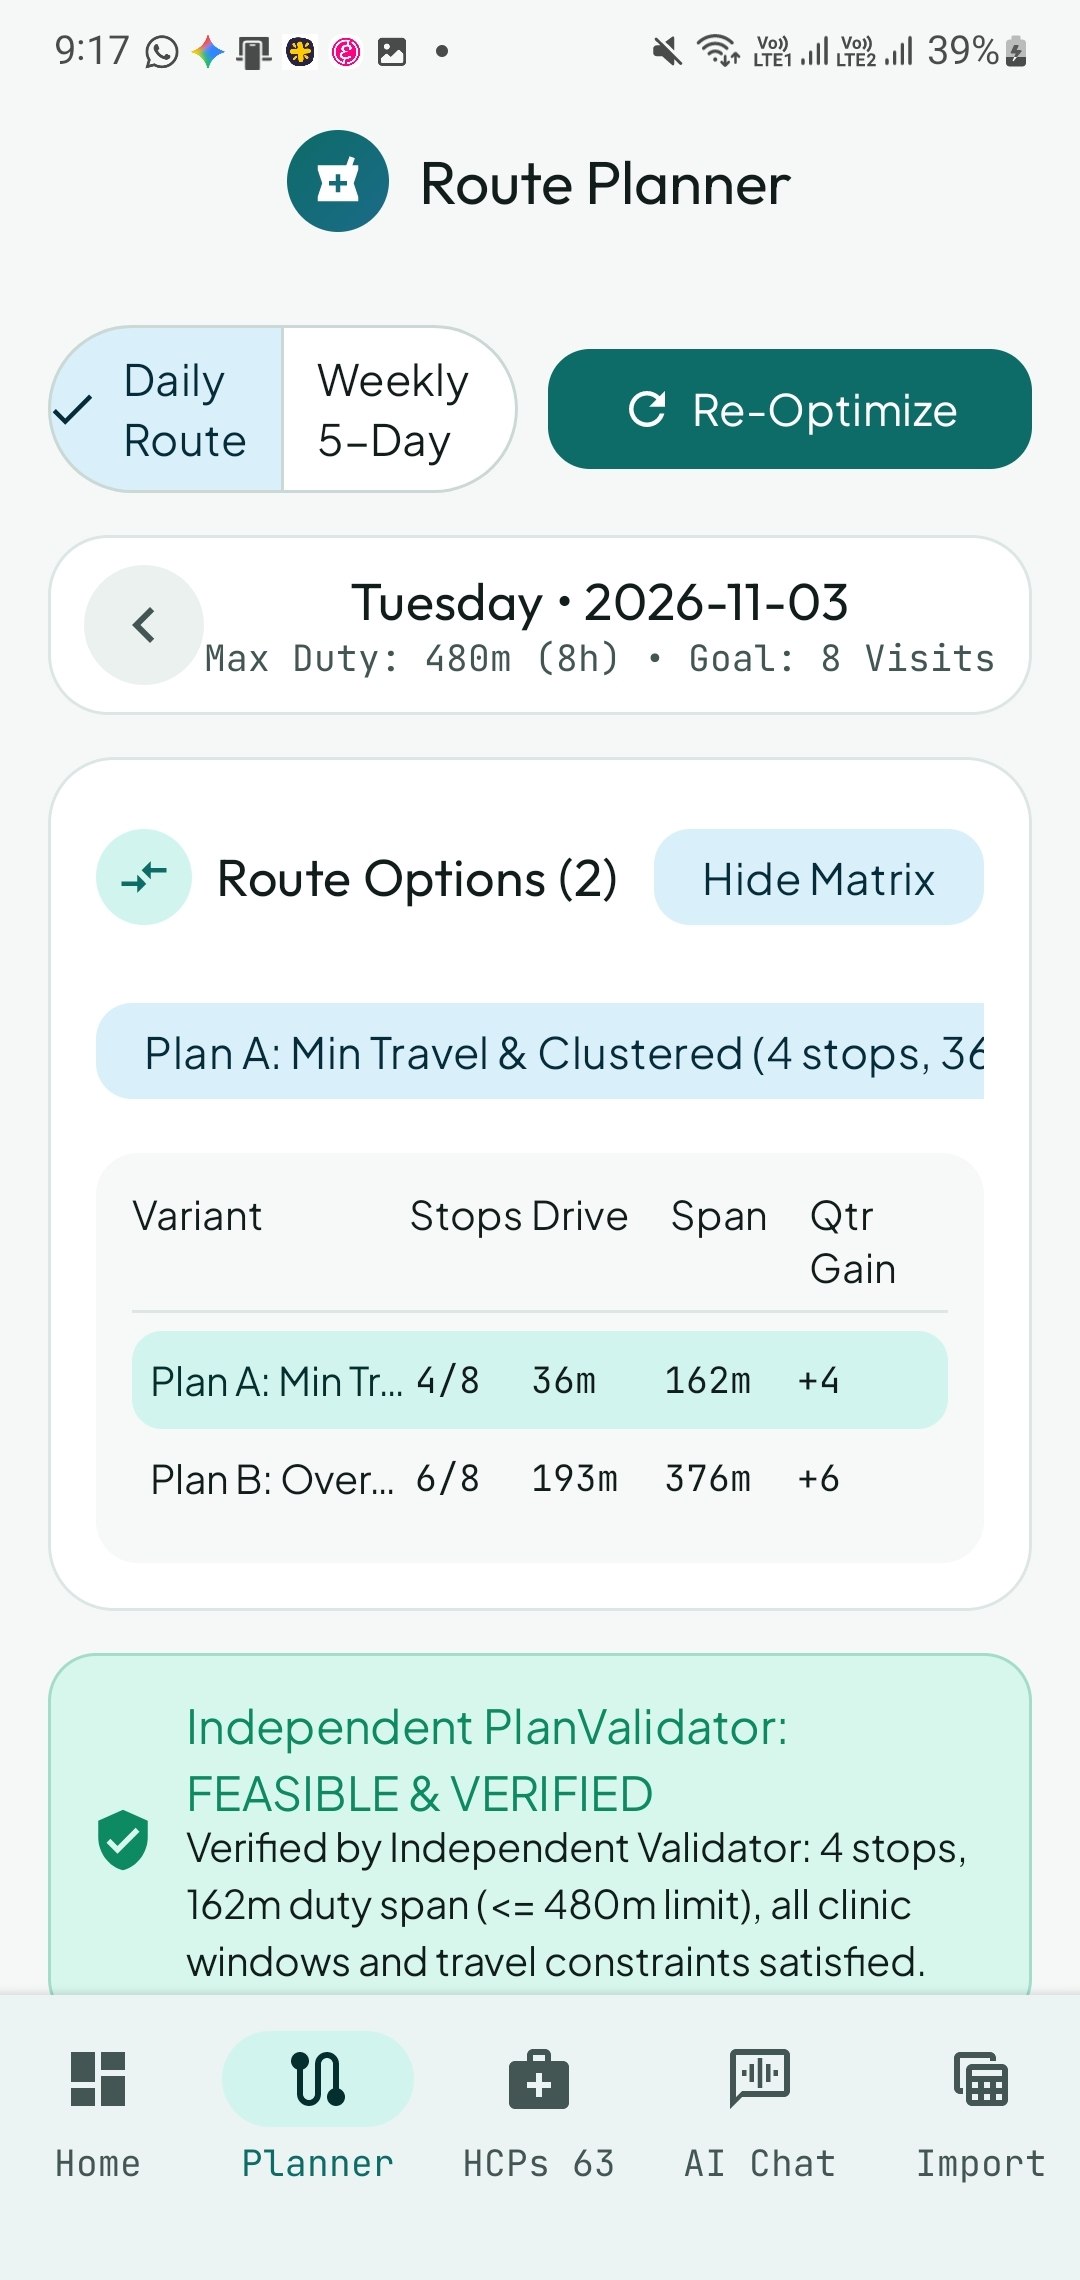 9:17
Vo)) LTE1 Vo)) LTE2 39%
Route Planner
Daily Route
Weekly 5-Day
Re-Optimize
Tuesday • 2026-11-03
Max Duty: 480m (8h) • Goal: 8 Visits
Route Options (2)
Hide Matrix
Plan A: Min Travel & Clustered (4 stops, 36
Variant Stops Drive Span Qtr Gain
Plan A: Min Tr... 4/8 36m 162m +4
Plan B: Over... 6/8 193m 376m +6
Independent PlanValidator:
FEASIBLE & VERIFIED
Verified by Independent Validator: 4 stops,
162m duty span (<= 480m limit), all clinic
windows and travel constraints satisfied.
Home Planner HCPs 63 AI Chat Import